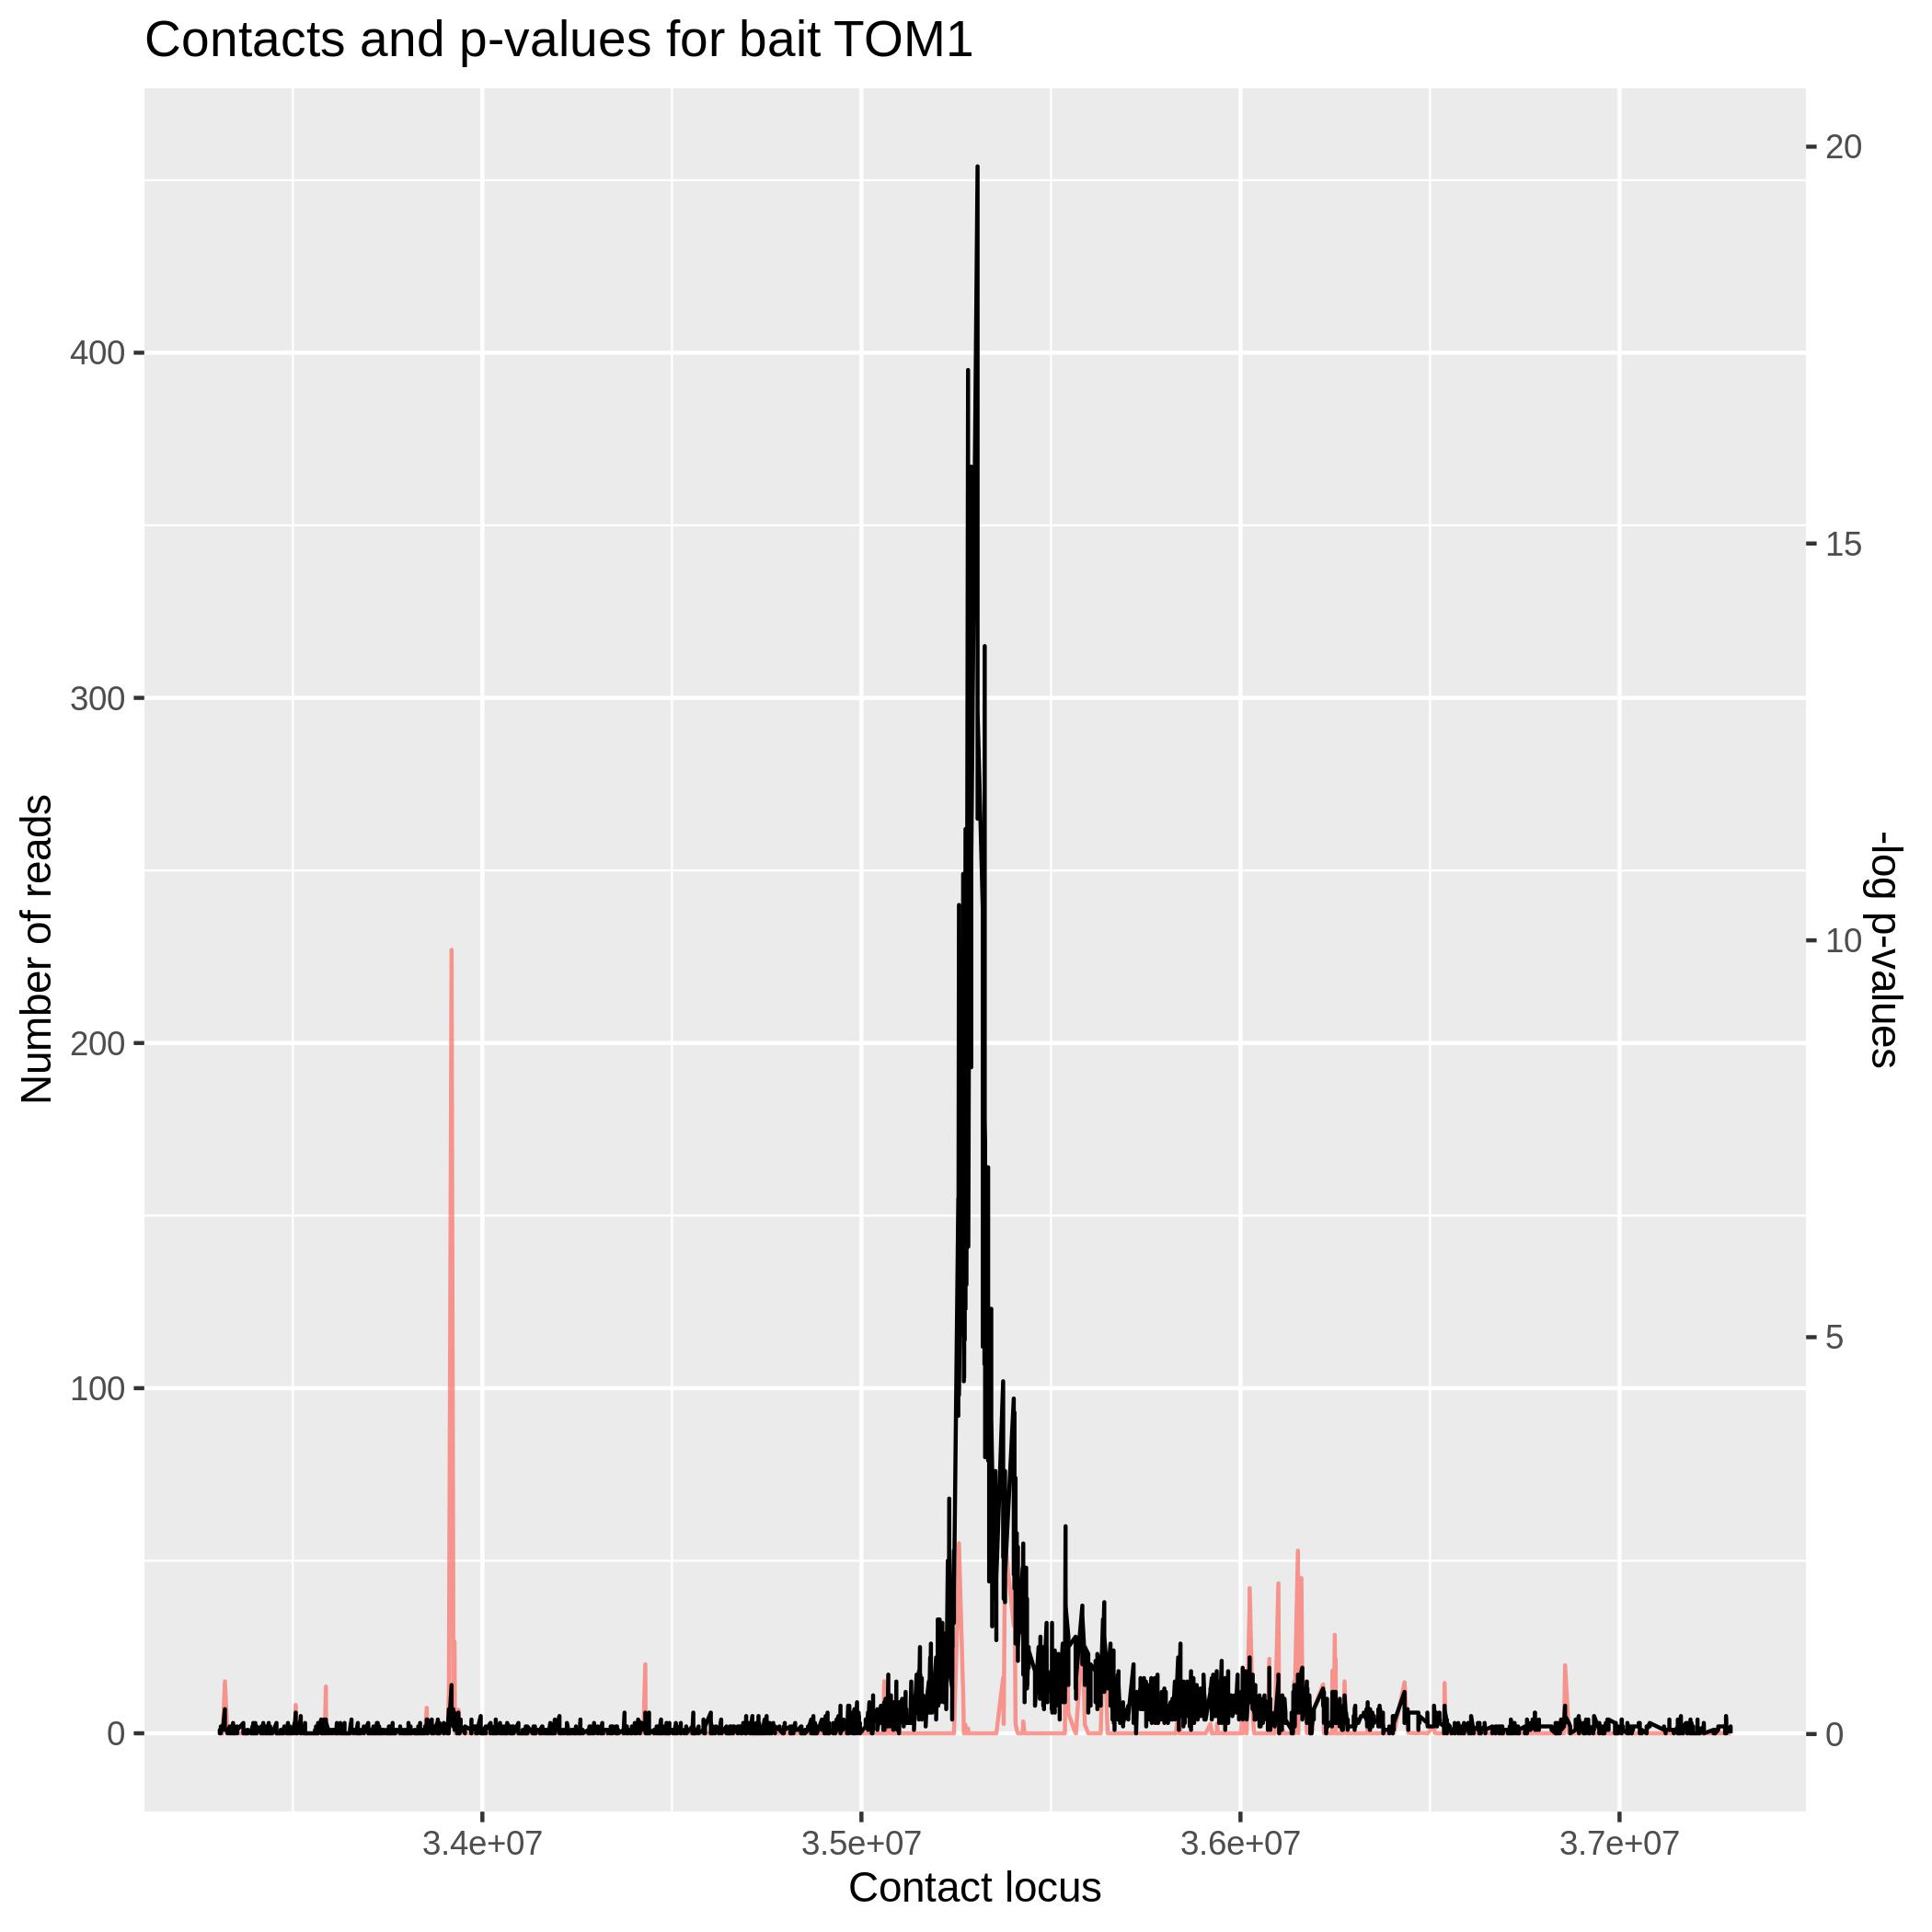 Contacts and p-values for bait TOM1
Number of reads
400
300
200
100
0
20
15
10
5
0
-log p-values
3.4e+07
3.5e+07
3.6e+07
3.7e+07
Contact locus